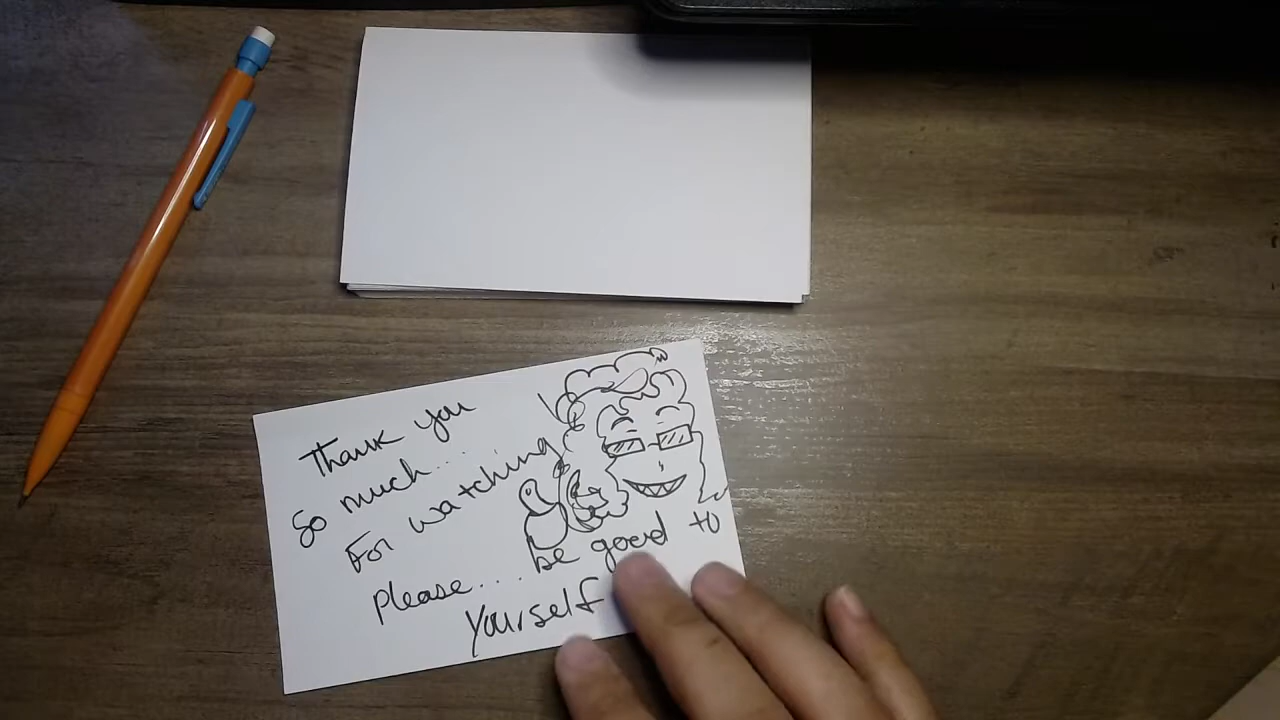 Thank you
So much...
For watching
please.... be good to
yourself